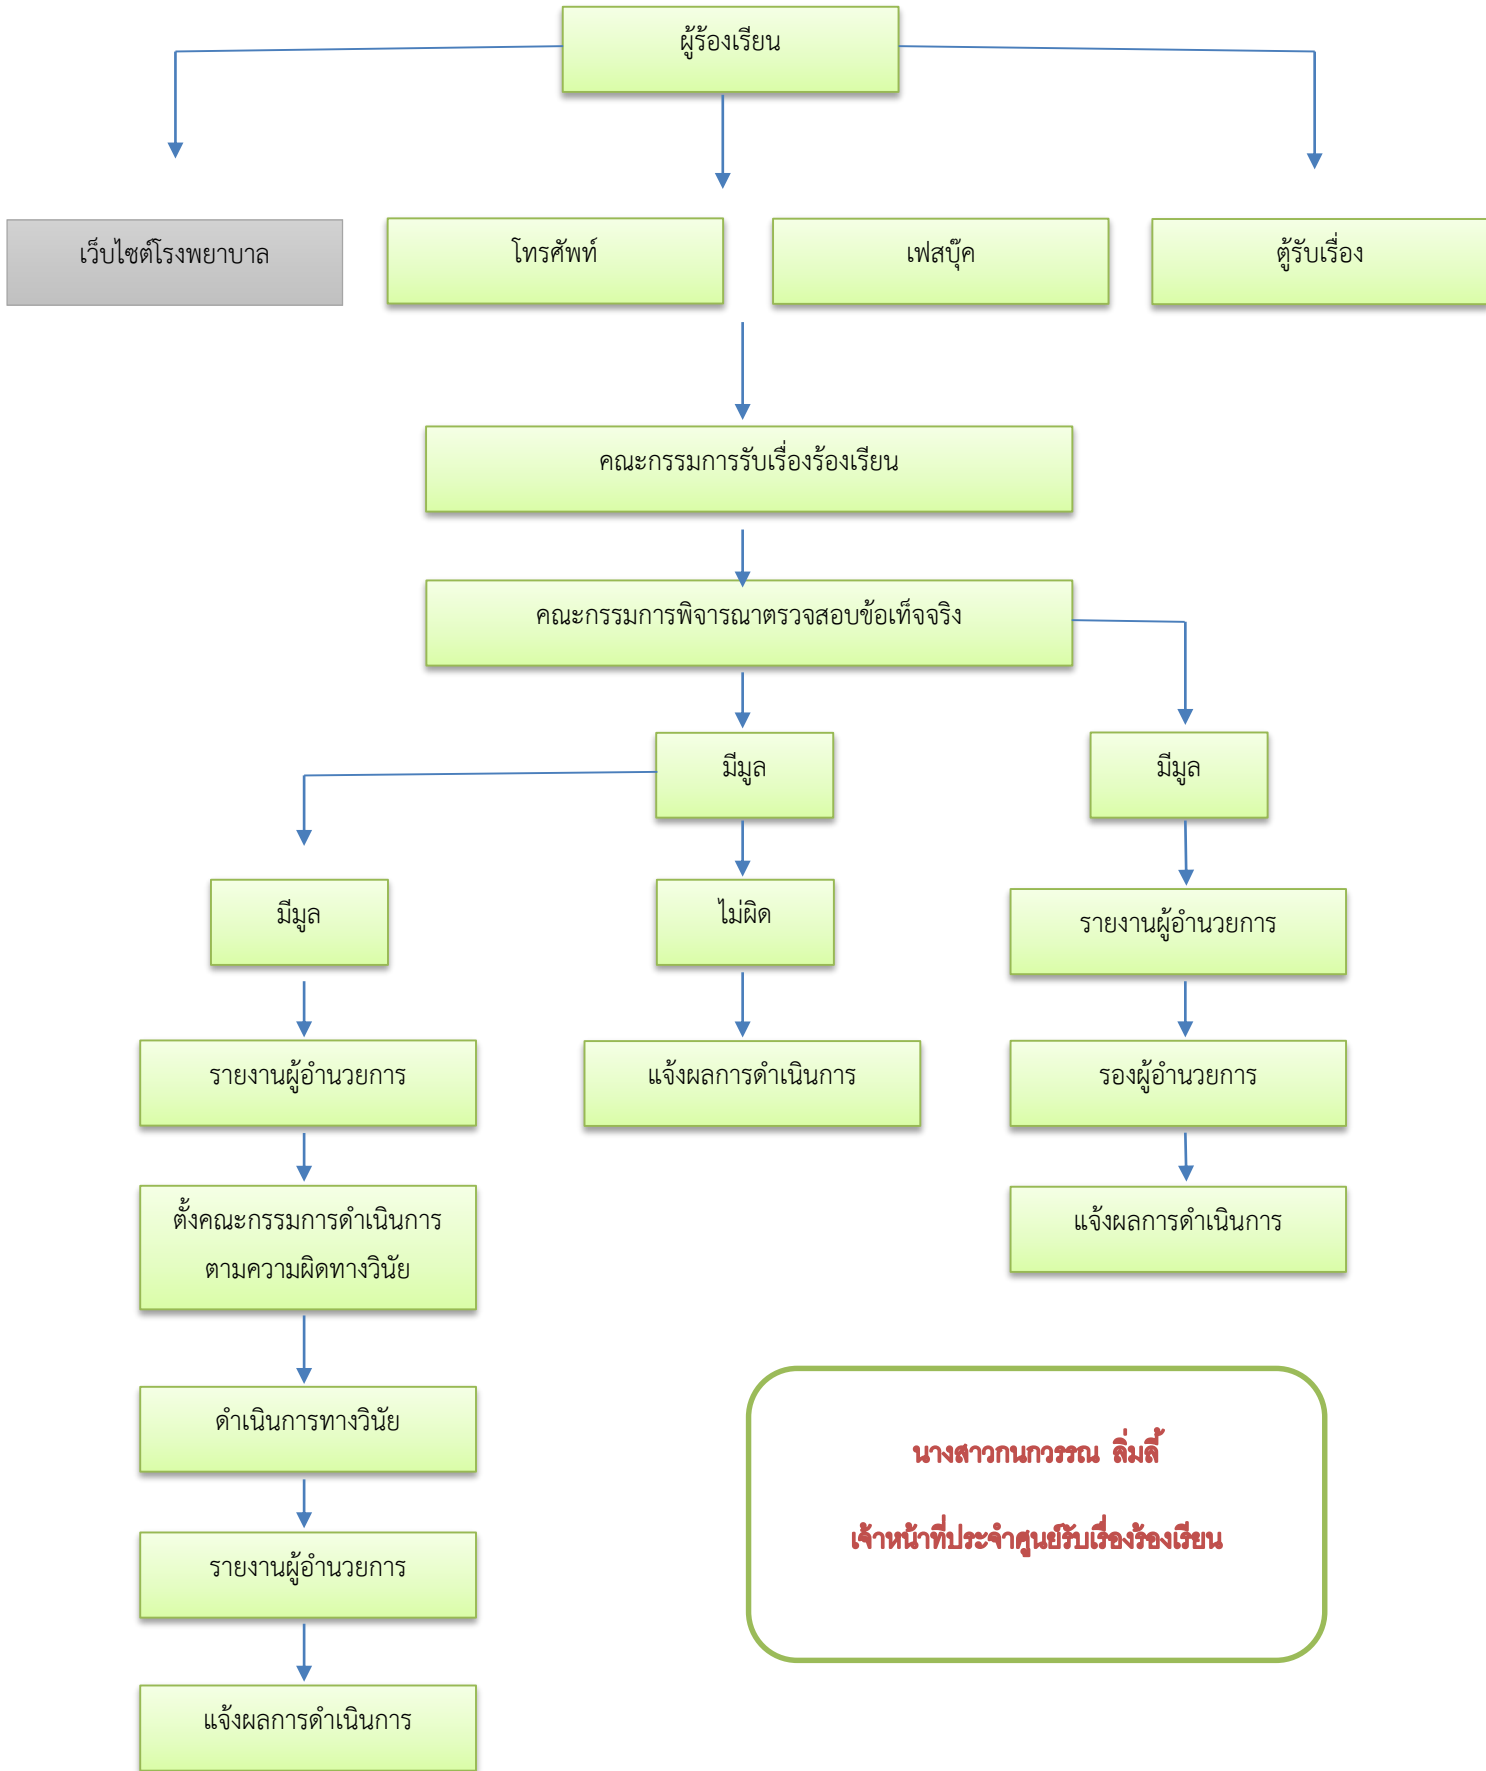 ผู้ร้องเรียน
เว็บไซต์โรงพยาบาล
โทรศัพท์
เฟสบุ๊ค
ตู้รับเรื่อง
คณะกรรมการรับเรื่องร้องเรียน
คณะกรรมการพิจารณาตรวจสอบข้อเท็จจริง
มีมูล
มีมูล
มีมูล
ไม่ผิด
รายงานผู้อำนวยการ
รายงานผู้อำนวยการ
แจ้งผลการดำเนินการ
รองผู้อำนวยการ
ตั้งคณะกรรมการดำเนินการ
ตามความผิดทางวินัย
แจ้งผลการดำเนินการ
ดำเนินการทางวินัย
นางสาวกนกวรรณ ลิ่มลี้
เจ้าหน้าที่ประจำศูนย์รับเรื่องร้องเรียน
รายงานผู้อำนวยการ
แจ้งผลการดำเนินการ